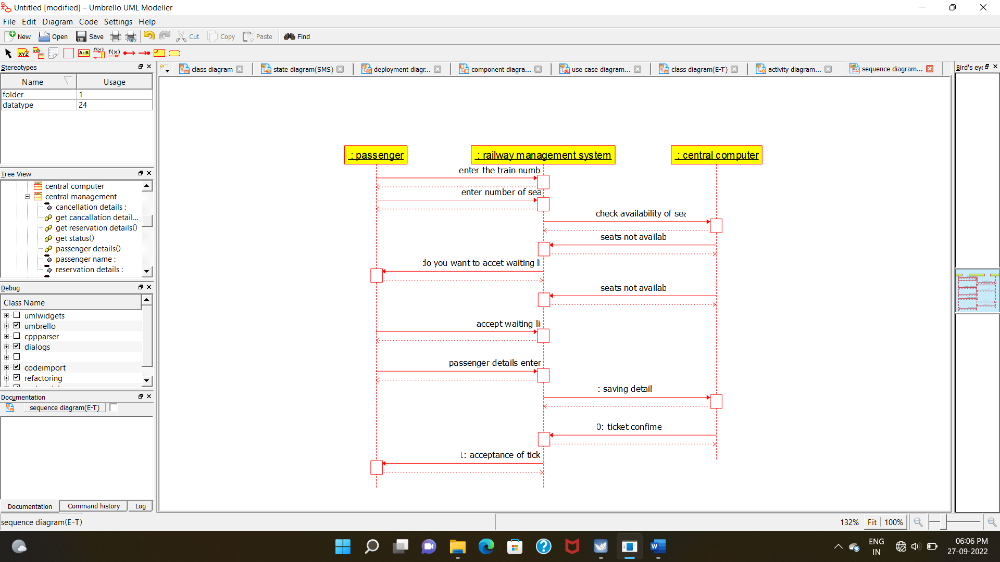 Untitled [modified] – Umbrello UML Modeller
File Edit Diagram Code Settings Help
New Open Save Cut Copy Paste Find
XYZ XYZ A:B f(x) f(x)
Stereotypes
Name Usage
folder 1
datatype 24
Tree View
central computer
central management
cancellation details :
get cancallation detail...
get reservation details()
get status()
passenger details()
passenger name :
reservation details :
Debug
Class Name
umlwidgets
umbrello
cppparser
dialogs
codeimport
refactoring
Documentation
sequence diagram(E-T)
Documentation Command history Log
sequence diagram(E-T)
class diagram state diagram(SMS) deployment diagr... component diagra... use case diagram... class diagram(E-T) activity diagram... sequence diagram...
Bird's eye
: passenger : railway management system : central computer
enter the train numb
enter number of sea
check availability of sea
seats not availab
do you want to accet waiting li
seats not availab
accept waiting li
passenger details enter
: saving detail
0: ticket confime
1: acceptance of tick
132% Fit 100%
ENG
IN
06:06 PM
27-09-2022